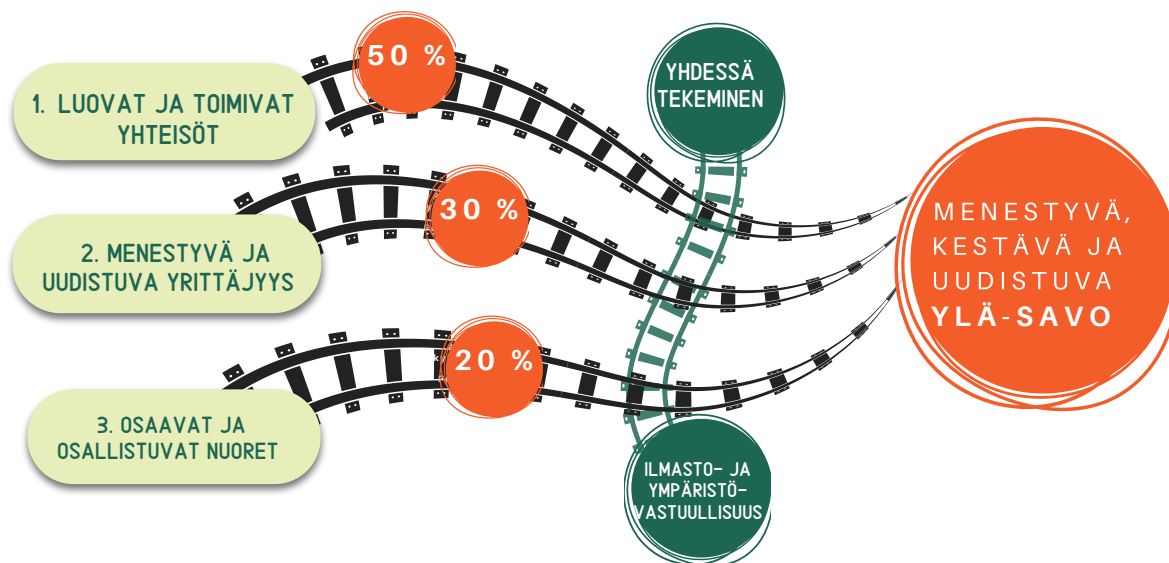 50 %
1. LUOVAT JA TOIMIVAT
YHTEISÖT
YHDESSÄ
TEKEMINEN
30 %
2. MENESTYVÄ JA
UUDISTUVA YRITTÄJYYS
MENESTYVÄ,
KESTÄVÄ JA
UUDISTUVA
YLÄ-SAVO
20 %
3. OSAAVAT JA
OSALLISTUVAT NUORET
ILMASTO- JA
YMPÄRISTÖ-
VASTUULLISUUS